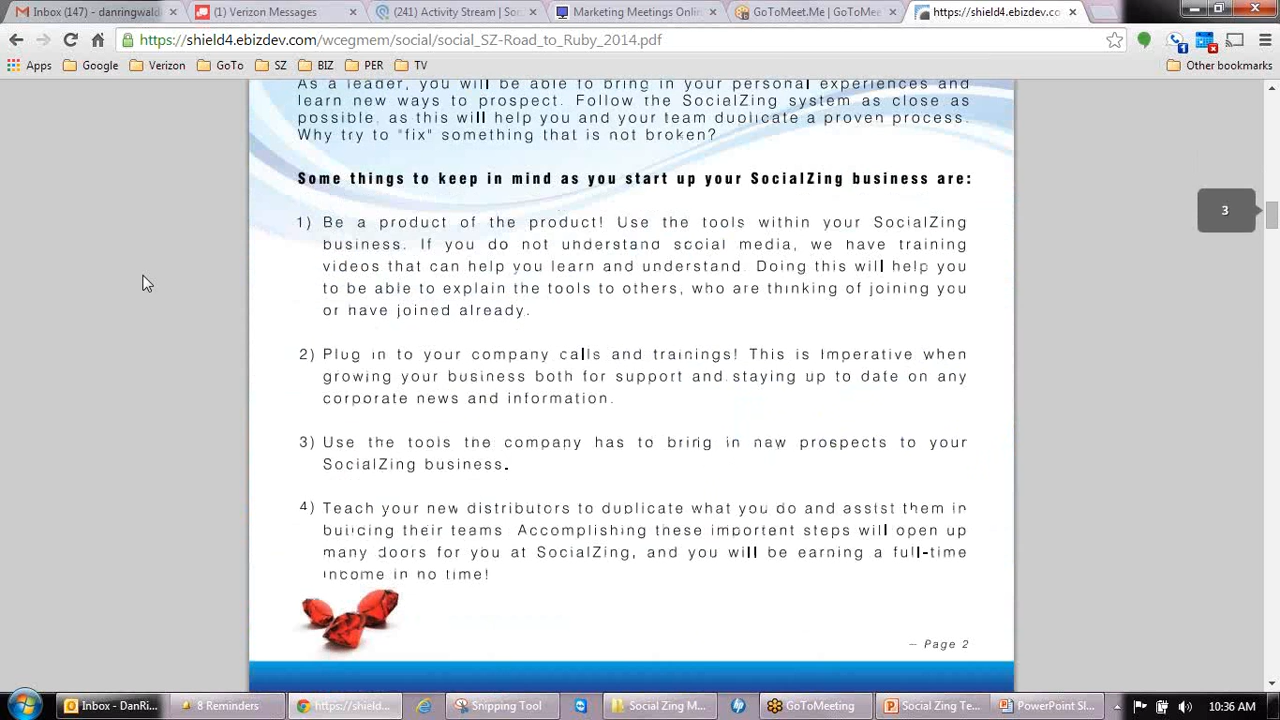 Inbox (147) - danringwald
(1) Verizon Messages
(241) Activity Stream | So
Marketing Meetings Onli
GoToMeet.Me | GoToMee
https://shield4.ebizdev.co
https://shield4.ebizdev.com/wcegmem/social/social_SZ-Road_to_Ruby_2014.pdf
Apps Google Verizon GoTo SZ BIZ PER TV Other bookmarks
As a leader, you will be able to bring in your personal experiences and
learn new ways to prospect. Follow the SocialZing system as close as
possible, as this will help you and your team duplicate a proven process.
Why try to "fix" something that is not broken?
Some things to keep in mind as you start up your SocialZing business are:
1) Be a product of the product! Use the tools within your SocialZing
business. If you do not understand social media, we have training
videos that can help you learn and understand. Doing this will help you
to be able to explain the tools to others, who are thinking of joining you
or have joined already.
2) Plug in to your company calls and trainings! This is Imperative when
growing your business both for support and staying up to date on any
corporate news and information.
3) Use the tools the company has to bring in new prospects to your
SocialZing business.
4) Teach your new distributors to duplicate what you do and assist them in
building their teams. Accomplishing these important steps will open up
many doors for you at SocialZing, and you will be earning a full-time
income in no time!
– Page 2
3
Inbox - DanRi...
8 Reminders
https://shield...
Snipping Tool
Social Zing M...
GoToMeeting
Social Zing Te...
PowerPoint Sl...
10:36 AM